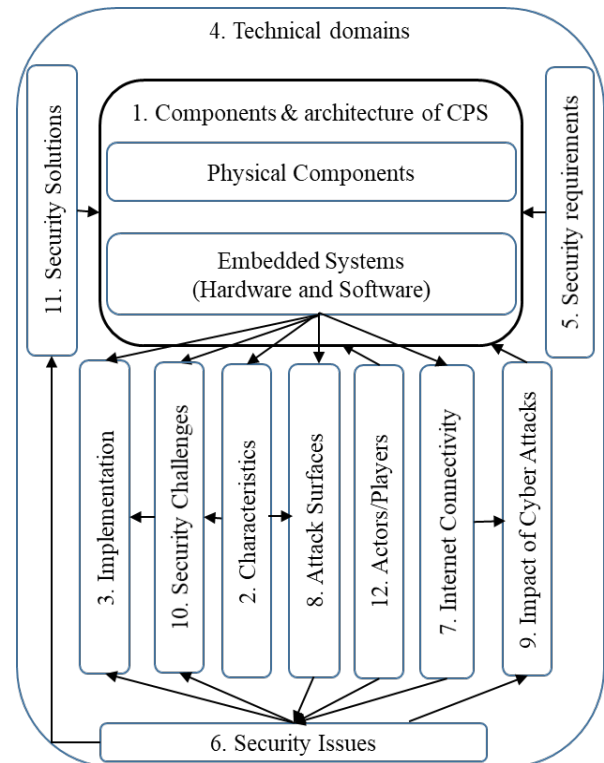 4. Technical domains
11. Security Solutions
1. Components & architecture of CPS
Physical Components
Embedded Systems
(Hardware and Software)
5. Security requirements
3. Implementation
10. Security Challenges
2. Characteristics
8. Attack Surfaces
12. Actors/Players
7. Internet Connectivity
9. Impact of Cyber Attacks
6. Security Issues